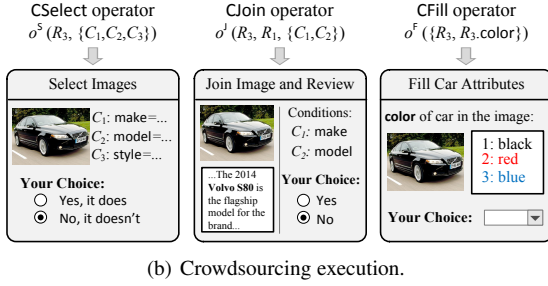 CSelect operator
o^S (R_3, {C_1,C_2,C_3})
Select Images
C_1: make=...
C_2: model=...
C_3: style=...
Your Choice:
Yes, it does
No, it doesn't
CJoin operator
o^J (R_3, R_1, {C_1,C_2})
Join Image and Review
Conditions:
C_1: make
C_2: model
...The 2014
Volvo S80 is
the flagship
model for the
brand...
Your Choice:
Yes
No
CFill operator
o^F ({R_3, R_3.color})
Fill Car Attributes
color of car in the image:
1: black
2: red
3: blue
Your Choice:
(b) Crowdsourcing execution.